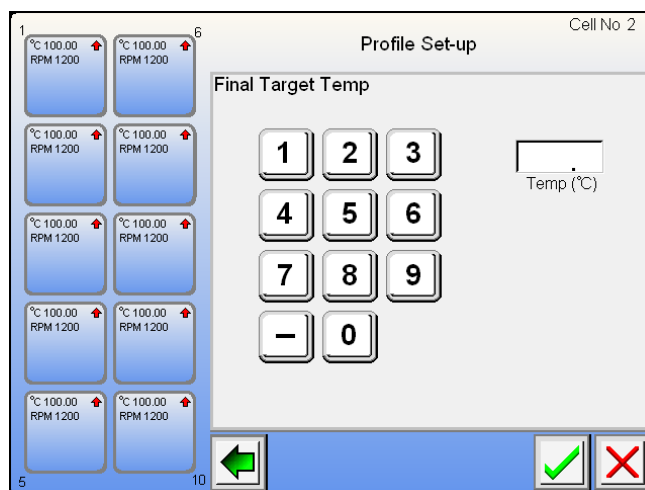 Cell No 2
Profile Set-up
1
6
°C 100.00
RPM 1200
°C 100.00
RPM 1200
°C 100.00
RPM 1200
°C 100.00
RPM 1200
°C 100.00
RPM 1200
°C 100.00
RPM 1200
°C 100.00
RPM 1200
°C 100.00
RPM 1200
°C 100.00
RPM 1200
°C 100.00
RPM 1200
5
10
Final Target Temp
1 2 3
4 5 6
7 8 9
– 0
.
Temp (°C)